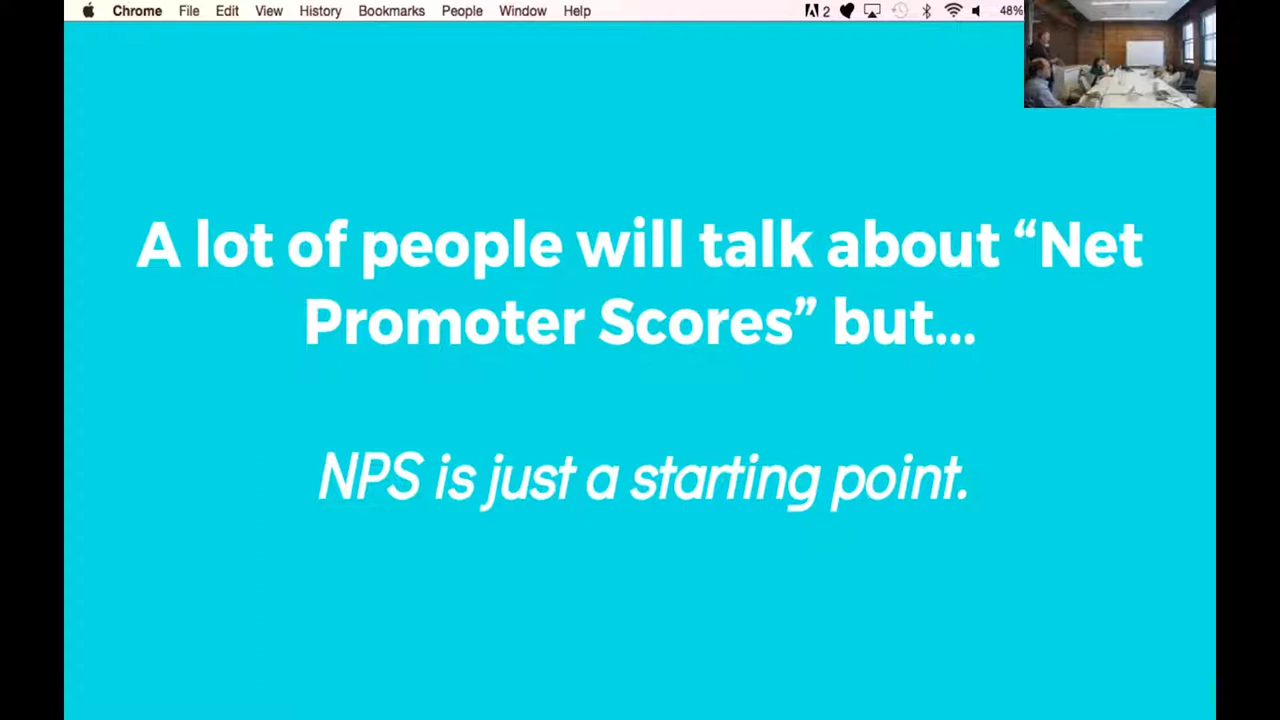 Chrome File Edit View History Bookmarks People Window Help 2 48%
A lot of people will talk about “Net
Promoter Scores” but...
NPS is just a starting point.